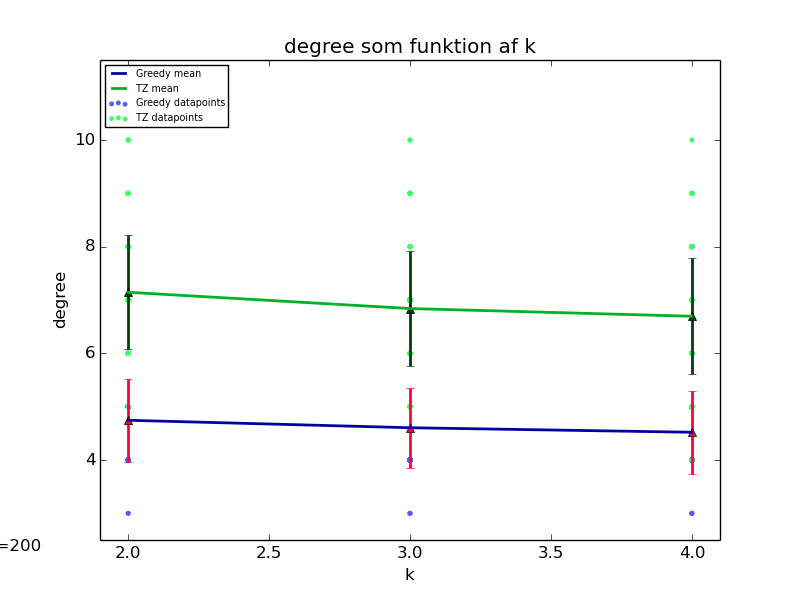 degree som funktion af k
Greedy mean
TZ mean
Greedy datapoints
TZ datapoints
10
8
6
4
degree
=200
2.0 2.5 3.0 3.5 4.0
k